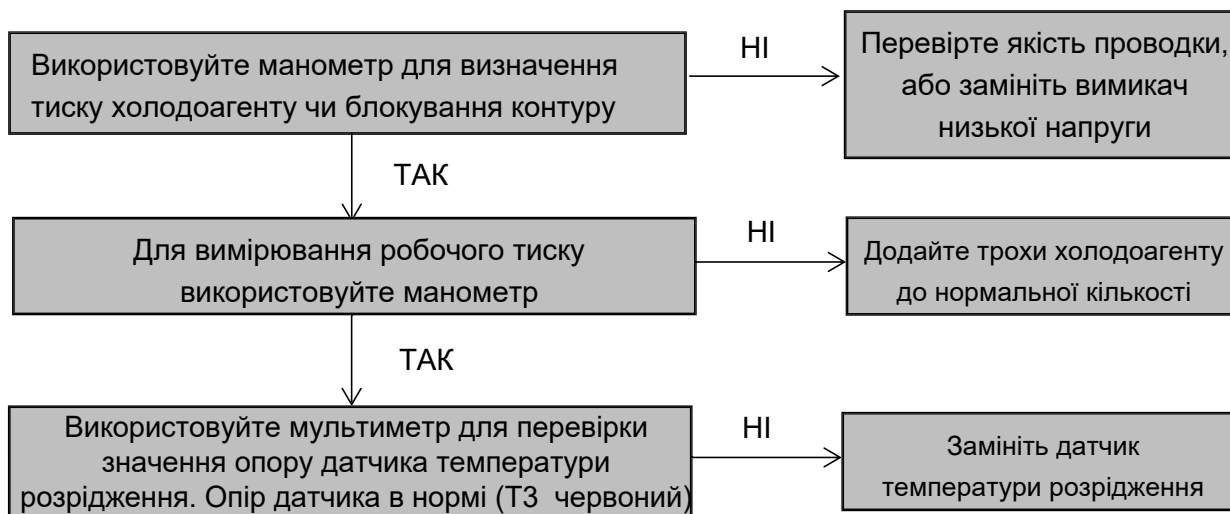 Використовуйте манометр для визначення
тиску холодоагенту чи блокування контуру
НІ
Перевірте якість проводки,
або замініть вимикач
низької напруги
ТАК
Для вимірювання робочого тиску
використовуйте манометр
НІ
Додайте трохи холодоагенту
до нормальної кількості
ТАК
Використовуйте мультиметр для перевірки
значення опору датчика температури
розрідження. Опір датчика в нормі (Т3 червоний)
НІ
Замініть датчик
температури розрідження